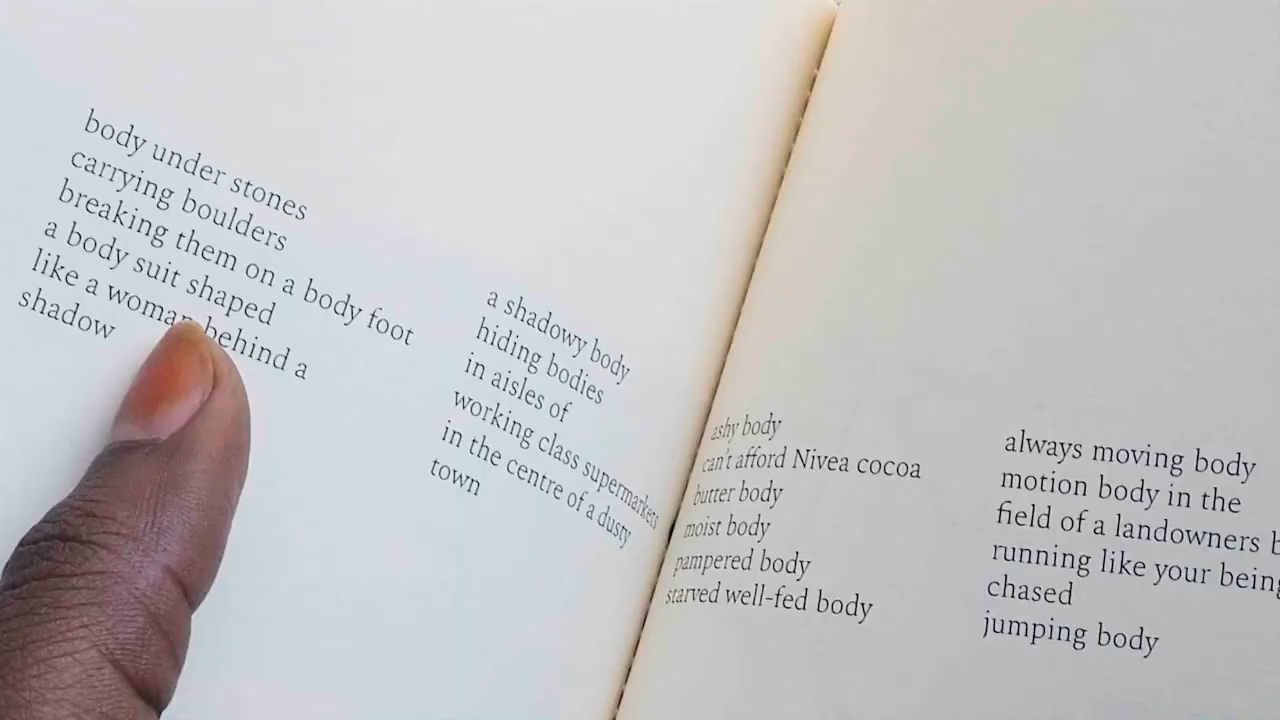 body under stones
carrying boulders
breaking them on a body foot
a body suit shaped
like a woman behind a
shadow
a shadowy body
hiding bodies
in aisles of
working class supermarkets
in the centre of a dusty
town
ashy body
can't afford Nivea cocoa
butter body
moist body
pampered body
starved well-fed body
always moving body
motion body in the
field of a landowners
running like your being
chased
jumping body